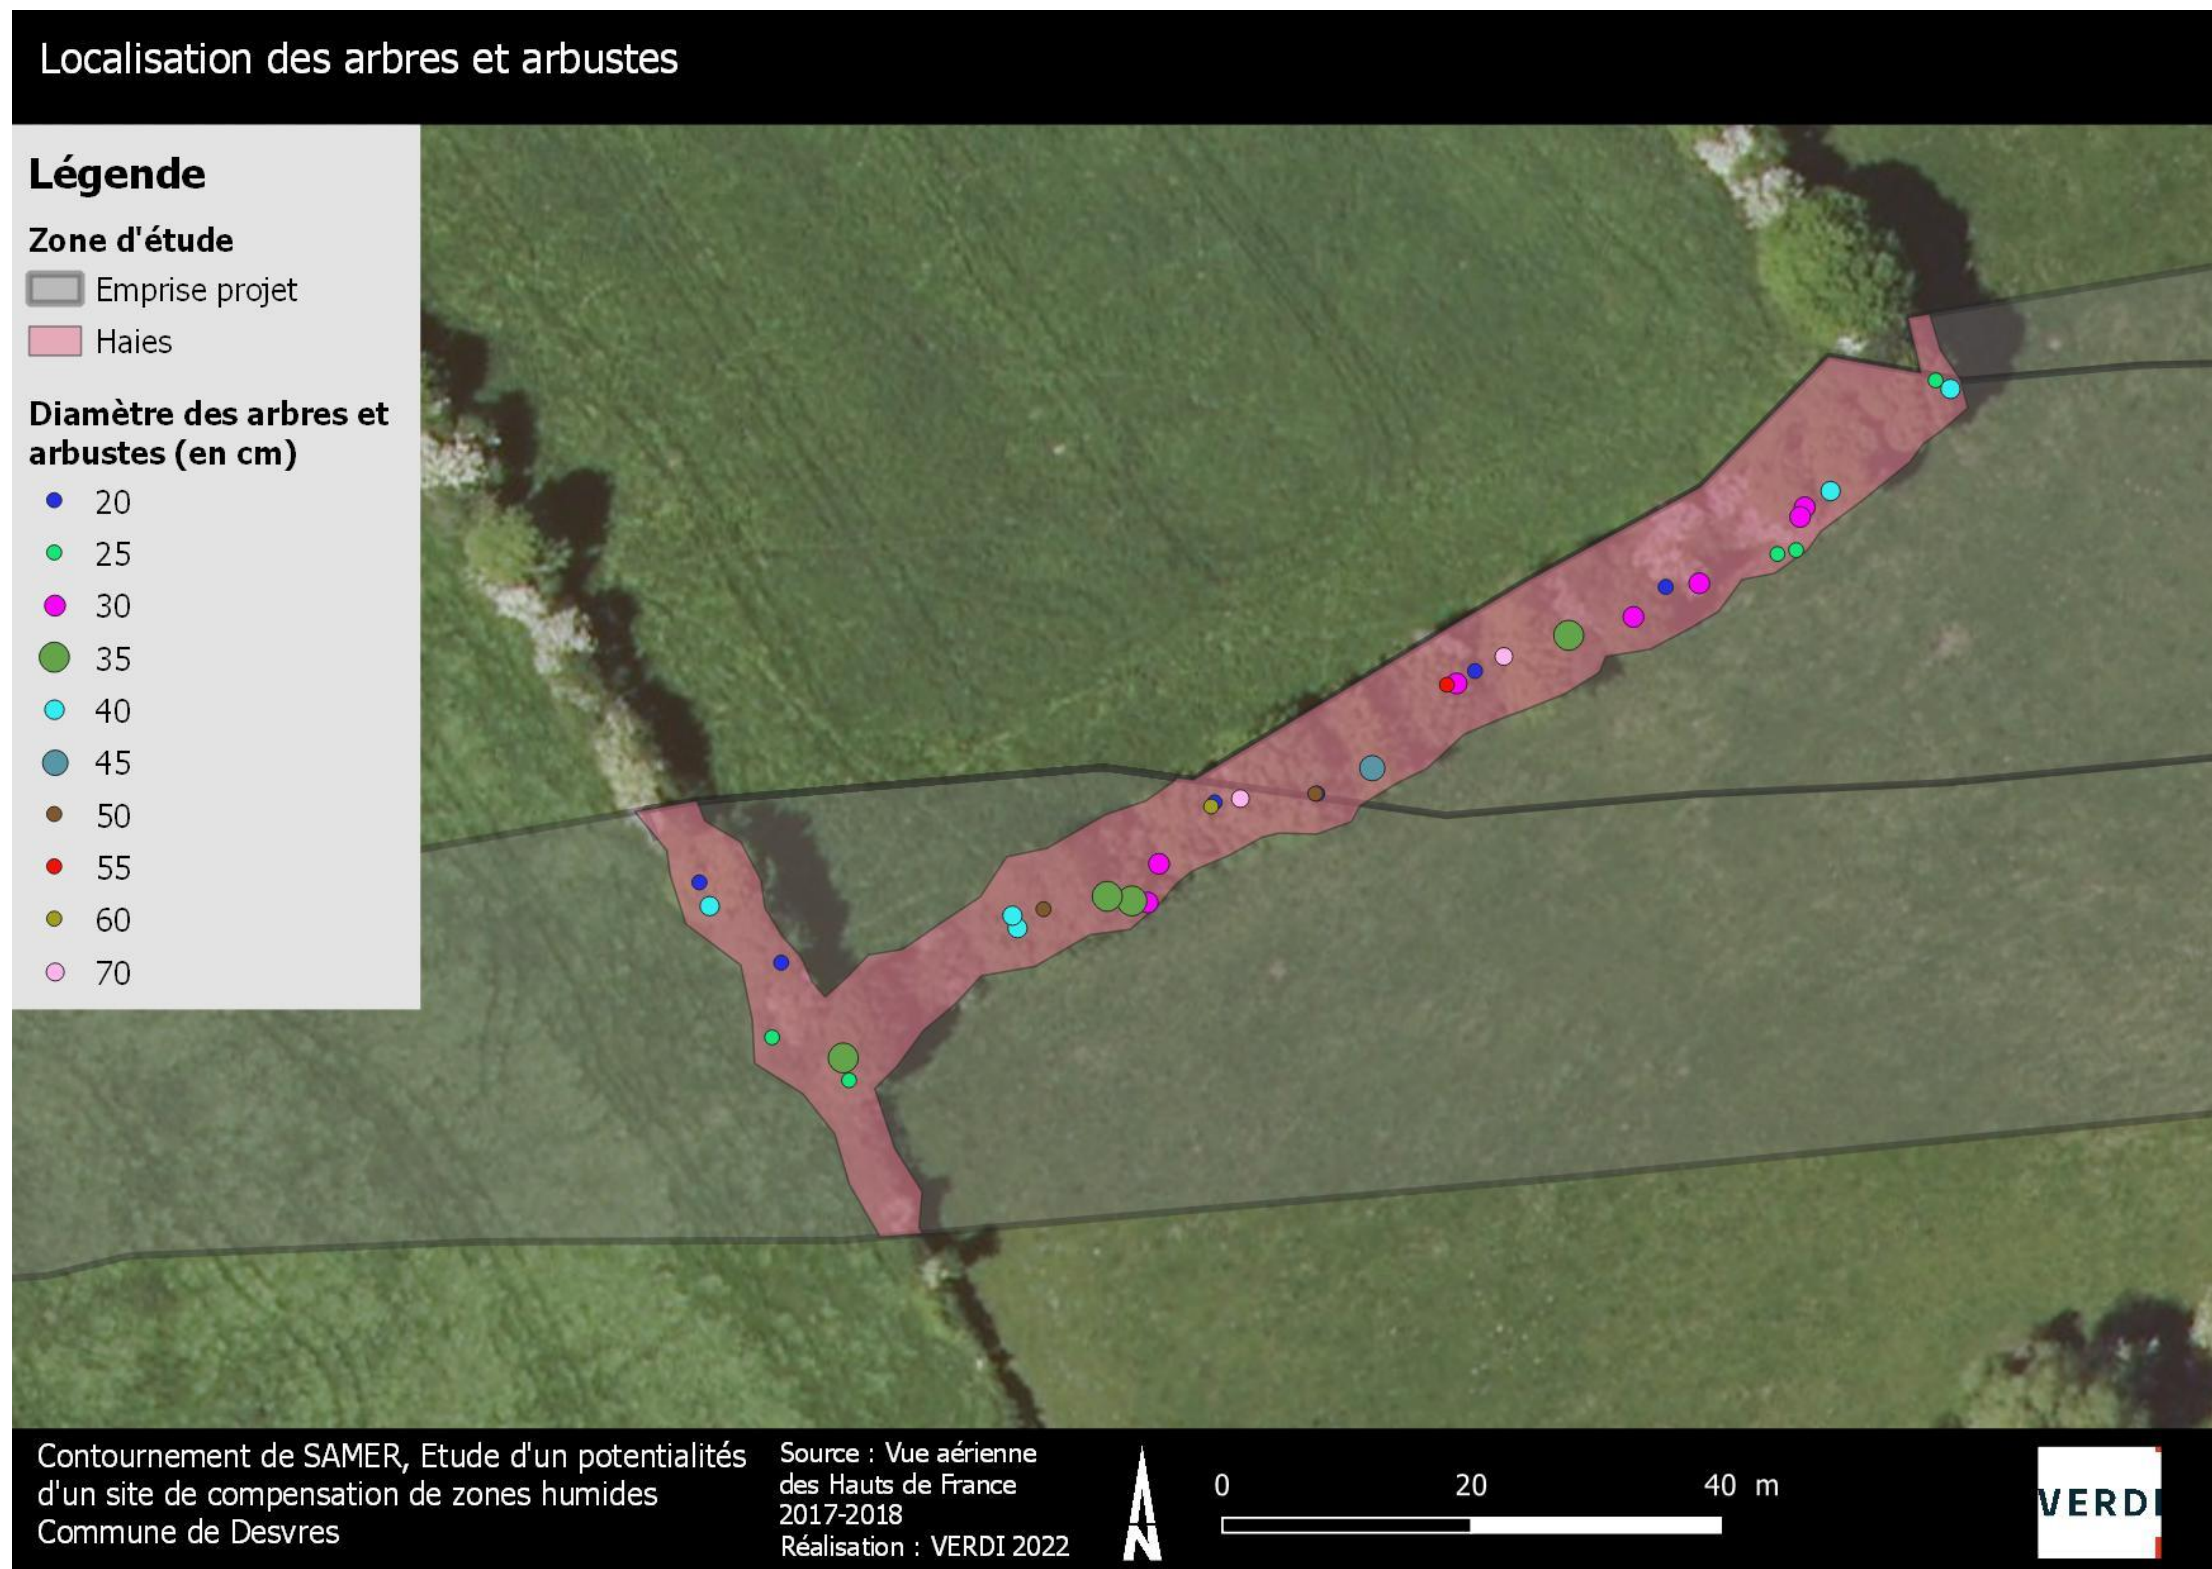 Localisation des arbres et arbustes
Légende
Zone d'étude
Emprise projet
Haies
Diamètre des arbres et
arbustes (en cm)
20
25
30
35
40
45
50
55
60
70
Contournement de SAMER, Etude d'un potentialités
d'un site de compensation de zones humides
Commune de Desvres
Source : Vue aérienne
des Hauts de France
2017-2018
Réalisation : VERDI 2022
N
0 20 40 m
VERDI